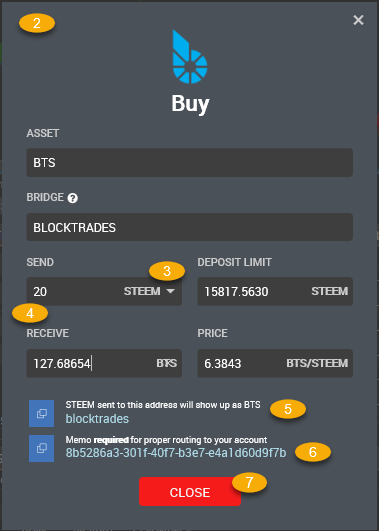 2
Buy
ASSET
BTS
BRIDGE ?
BLOCKTRADES
SEND 3 DEPOSIT LIMIT
20 STEEM 15817.5630 STEEM
4
RECEIVE PRICE
127.68654 BTS 6.3843 BTS/STEEM
STEEM sent to this address will show up as BTS 5
blocktrades
Memo required for proper routing to your account 6
8b5286a3-301f-40f7-b3e7-e4a1d60d9f7b
7
CLOSE